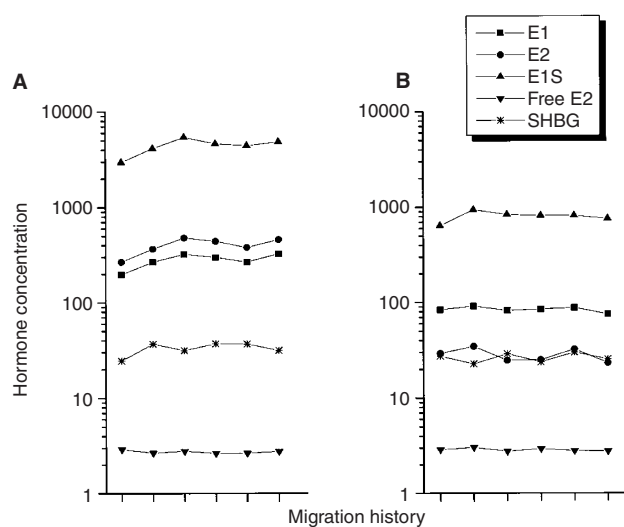 E1
E2
E1S
Free E2
SHBG
A
B
10000
1000
100
10
1
10000
1000
100
10
1
Hormone concentration
Migration history